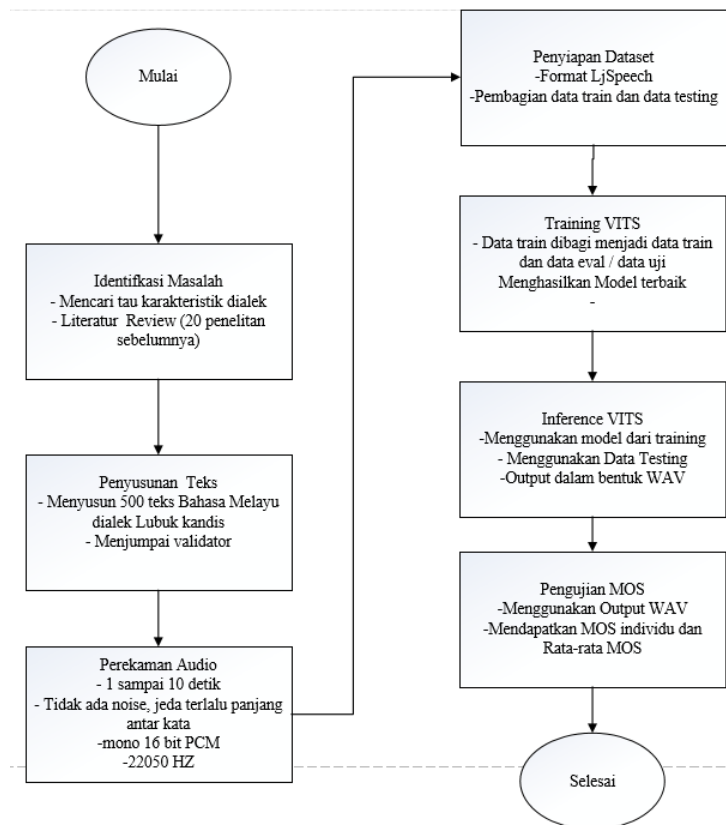 Mulai
Identifkasi Masalah
- Mencari tau karakteristik dialek
- Literatur Review (20 penelitan
sebelumnya)
Penyusunan Teks
- Menyusun 500 teks Bahasa Melayu
dialek Lubuk kandis
- Menjumpai validator
Perekaman Audio
- 1 sampai 10 detik
- Tidak ada noise, jeda terlalu panjang
antar kata
-mono 16 bit PCM
-22050 HZ
Penyiapan Dataset
-Format LjSpeech
-Pembagian data train dan data testing
Training VITS
- Data train dibagi menjadi data train
dan data eval / data uji
Menghasilkan Model terbaik
-
Inference VITS
-Menggunakan model dari training
- Menggunakan Data Testing
-Output dalam bentuk WAV
Pengujian MOS
-Menggunakan Output WAV
-Mendapatkan MOS individu dan
Rata-rata MOS
Selesai